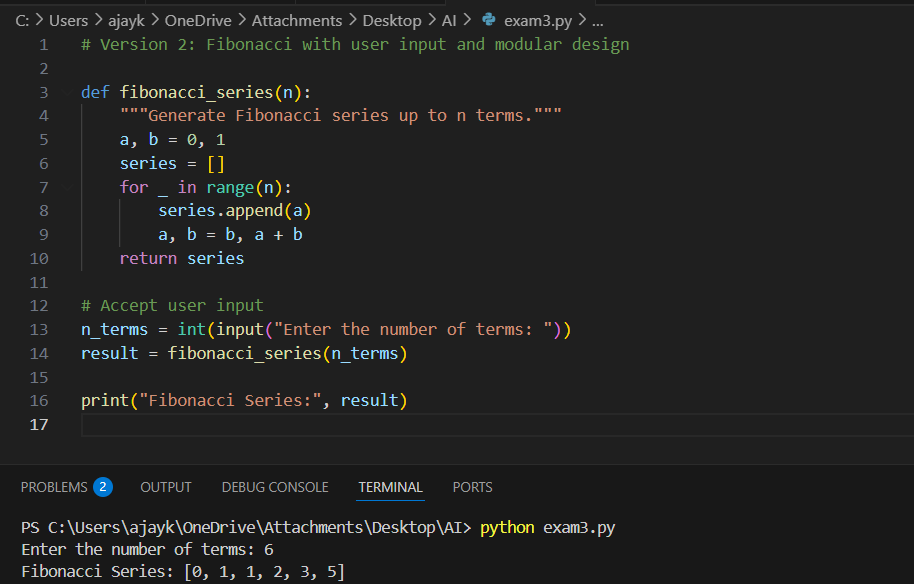 C: > Users > ajayk > OneDrive > Attachments > Desktop > AI > exam3.py > ...
1 # Version 2: Fibonacci with user input and modular design
2
3 def fibonacci_series(n):
4     """Generate Fibonacci series up to n terms."""
5     a, b = 0, 1
6     series = []
7     for _ in range(n):
8         series.append(a)
9         a, b = b, a + b
10     return series
11
12 # Accept user input
13 n_terms = int(input("Enter the number of terms: "))
14 result = fibonacci_series(n_terms)
15
16 print("Fibonacci Series:", result)
17
PROBLEMS 2 OUTPUT DEBUG CONSOLE TERMINAL PORTS
PS C:\Users\ajayk\OneDrive\Attachments\Desktop\AI> python exam3.py
Enter the number of terms: 6
Fibonacci Series: [0, 1, 1, 2, 3, 5]